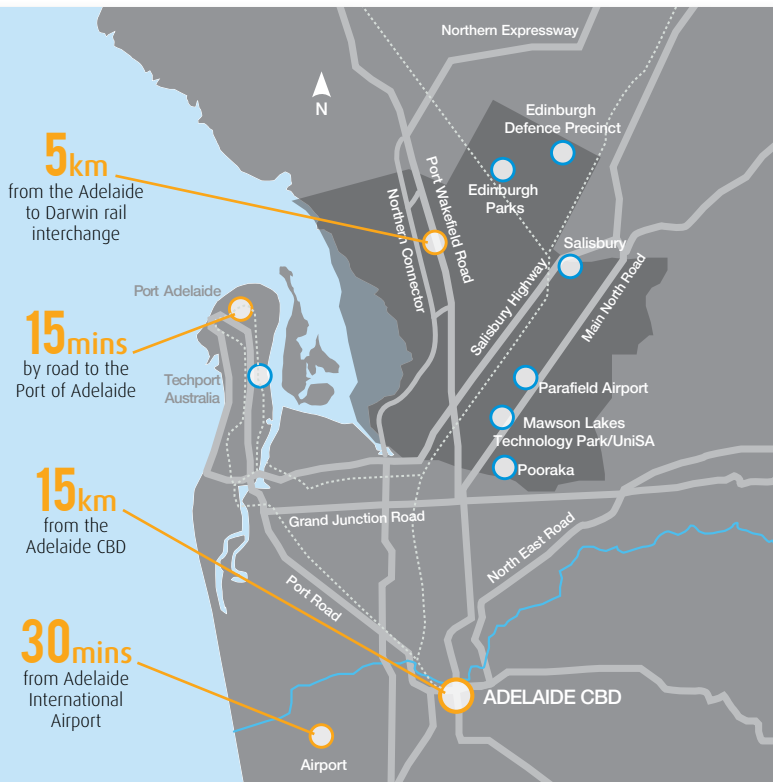 Northern Expressway
N
Edinburgh
Defence Precinct
5km
from the Adelaide
to Darwin rail
interchange
Port Wakefield Road
Edinburgh
Parks
Northern Connector
Salisbury
Salisbury Highway
Main North Road
Port Adelaide
15mins
by road to the
Port of Adelaide
Techport
Australia
Parafield Airport
Mawson Lakes
Technology Park/UniSA
Pooraka
15km
from the
Adelaide CBD
Grand Junction Road
North East Road
Port Road
30mins
from Adelaide
International
Airport
ADELAIDE CBD
Airport